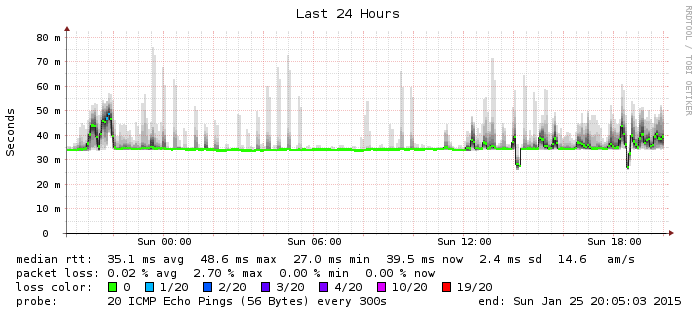 Last 24 Hours
RRDTOOL / TOBI OETIKER
Seconds
80 m
70 m
60 m
50 m
40 m
30 m
20 m
10 m
0
Sun 00:00 Sun 06:00 Sun 12:00 Sun 18:00
median rtt: 35.1 ms avg 48.6 ms max 27.0 ms min 39.5 ms now 2.4 ms sd 14.6 am/s
packet loss: 0.02 % avg 2.70 % max 0.00 % min 0.00 % now
loss color: 0 1/20 2/20 3/20 4/20 10/20 19/20
probe: 20 ICMP Echo Pings (56 Bytes) every 300s end: Sun Jan 25 20:05:03 2015